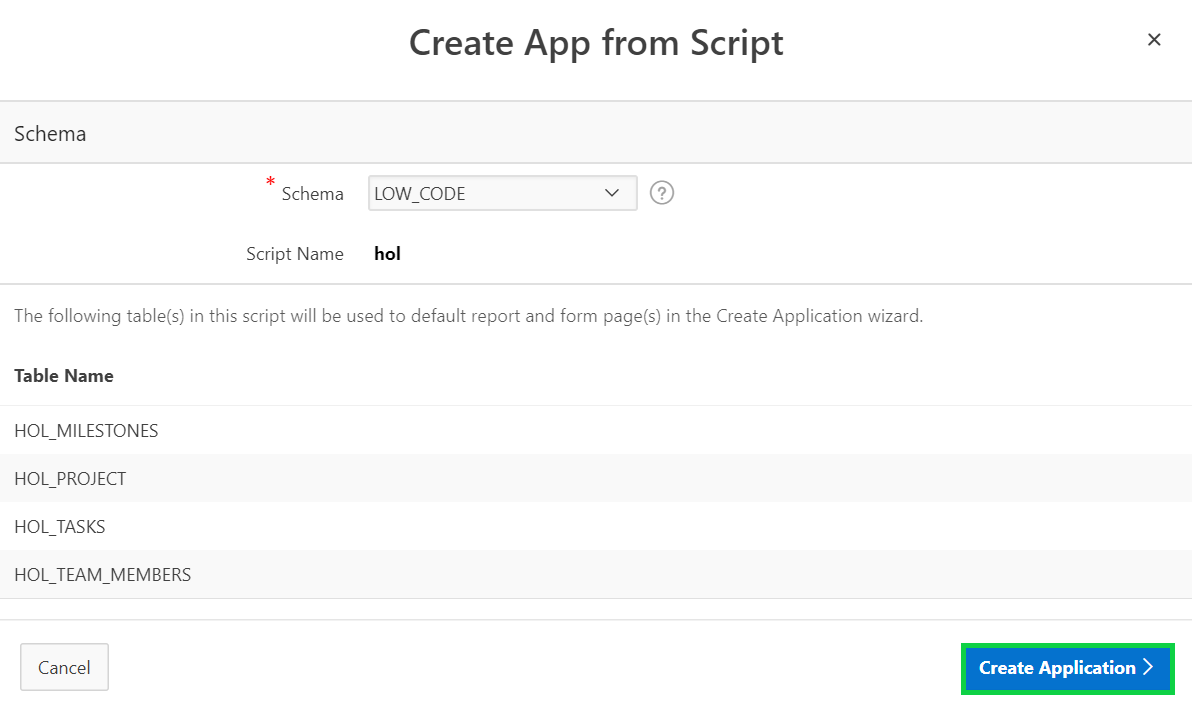 Create App from Script
Schema
* Schema LOW_CODE ?
Script Name hol
The following table(s) in this script will be used to default report and form page(s) in the Create Application wizard.
Table Name
HOL_MILESTONES
HOL_PROJECT
HOL_TASKS
HOL_TEAM_MEMBERS
Cancel Create Application